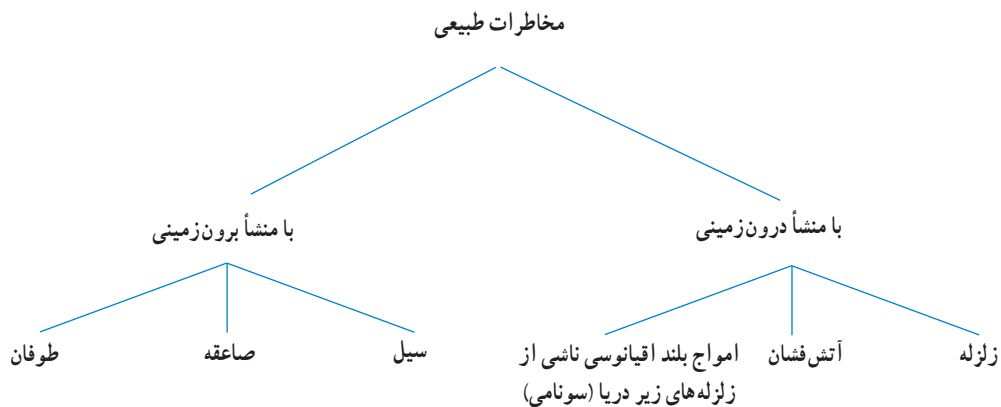 مخاطرات طبیعی
با منشأ درون‌زمینی
با منشأ برون‌زمینی
زلزله
آتش‌فشان
امواج بلند اقیانوسی ناشی از
زلزله‌های زیر دریا (سونامی)
سیل
صاعقه
طوفان